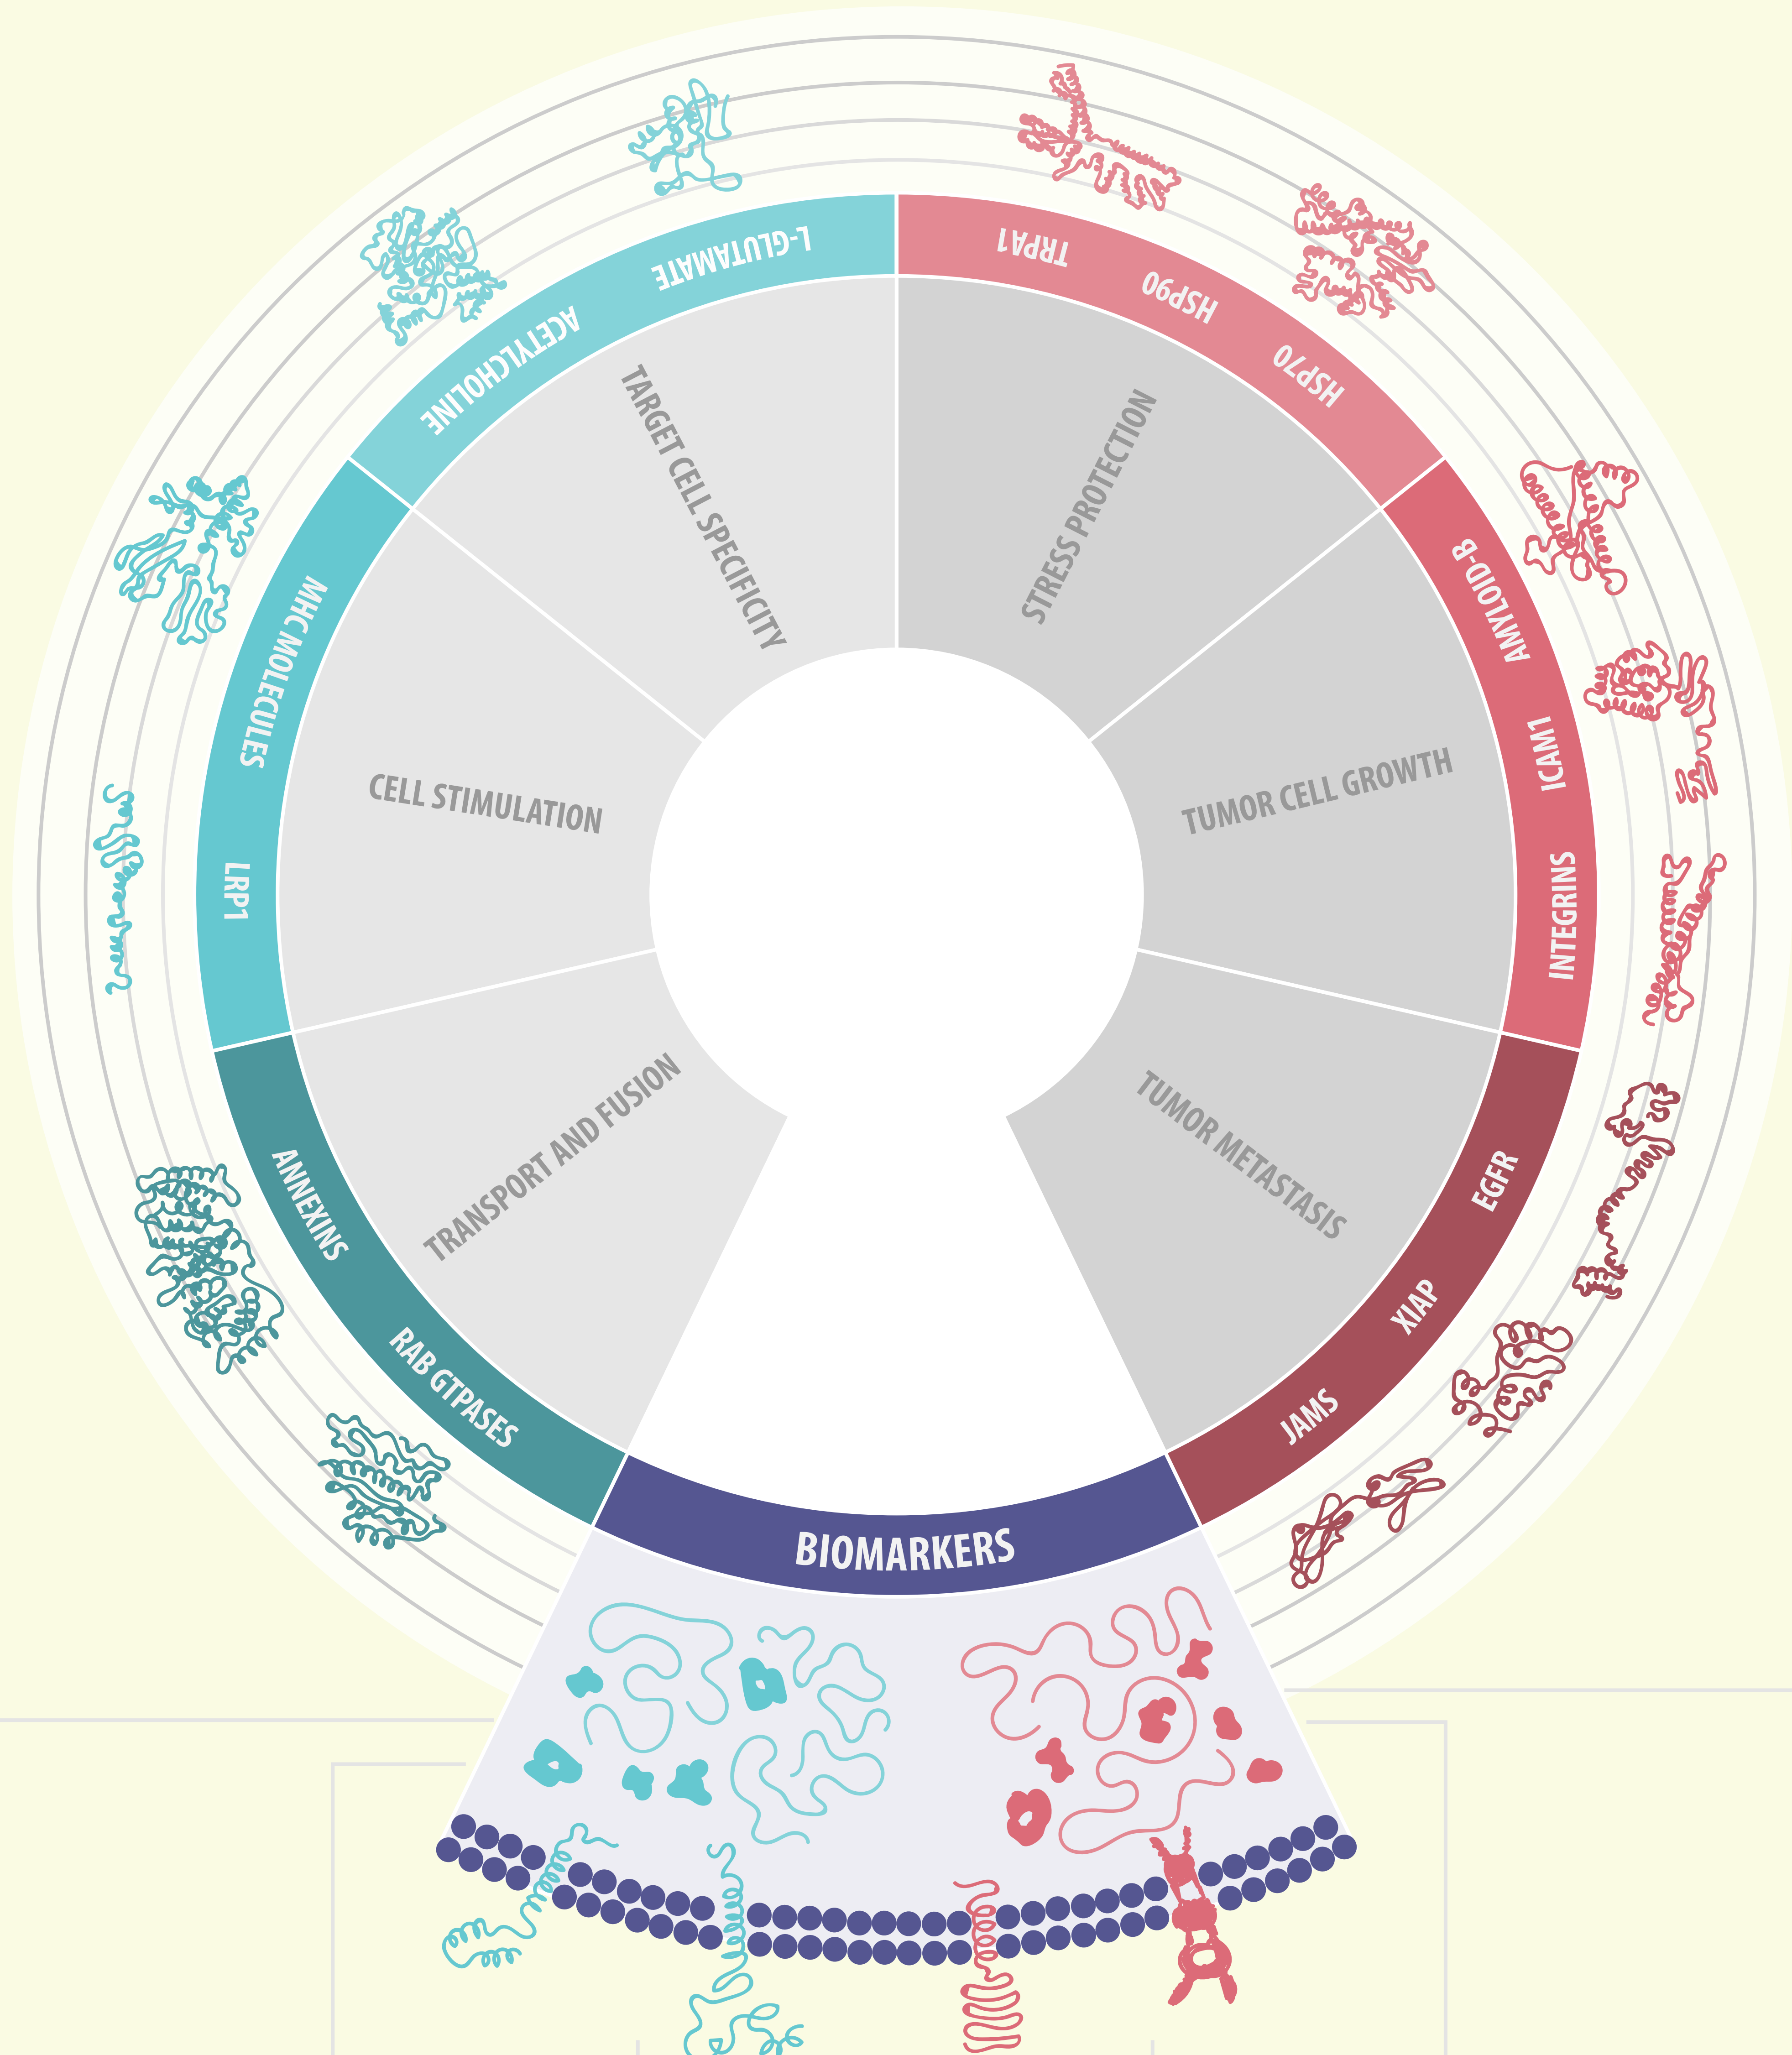 L-GLUTAMATE
ACETYLCHOLINE
TARGET CELL SPECIFICITY
MHC MOLECULES
LRP1
CELL STIMULATION
ANNEXINS
RAB GTPASES
TRANSPORT AND FUSION
TRPA1
HSP90
HSP70
STRESS PROTECTION
AMYLOID-B
ICAM1
INTEGRINS
TUMOR CELL GROWTH
EGFR
XIAP
JAMS
TUMOR METASTASIS
BIOMARKERS